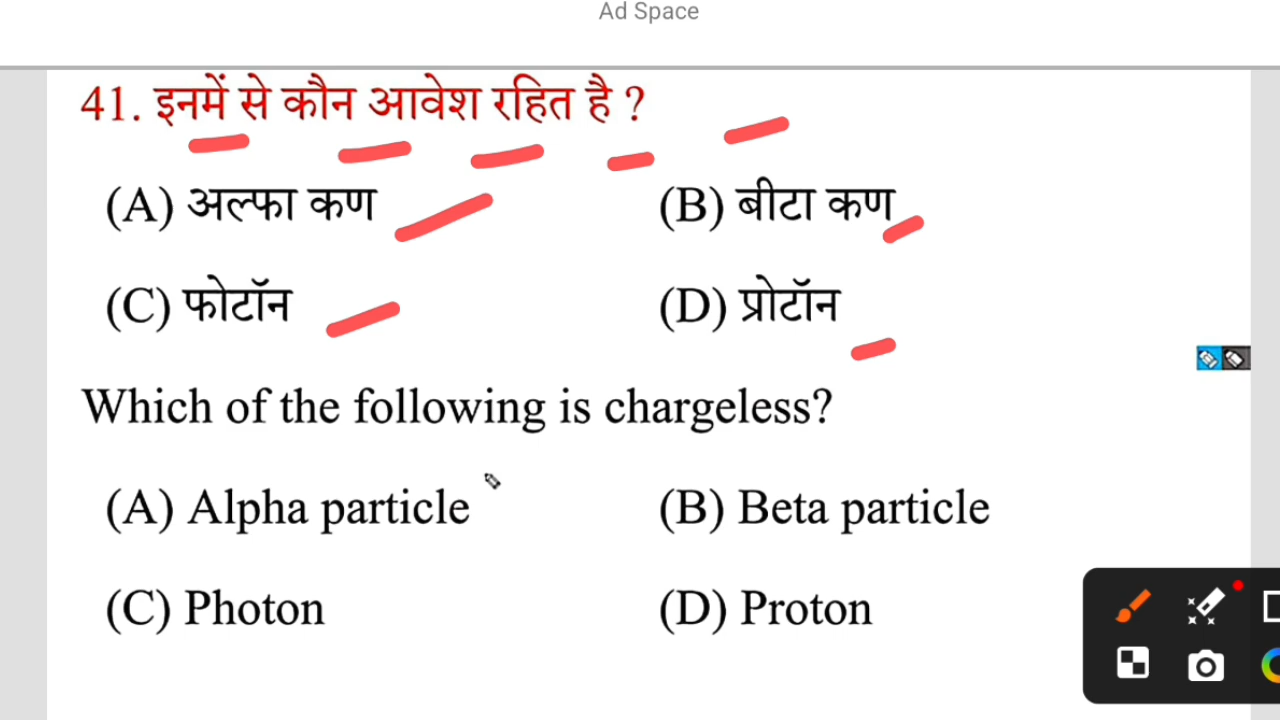 Ad Space
41. इनमें से कौन आवेश रहित है ?
(A) अल्फा कण (B) बीटा कण
(C) फोटॉन (D) प्रोटॉन
Which of the following is chargeless?
(A) Alpha particle (B) Beta particle
(C) Photon (D) Proton